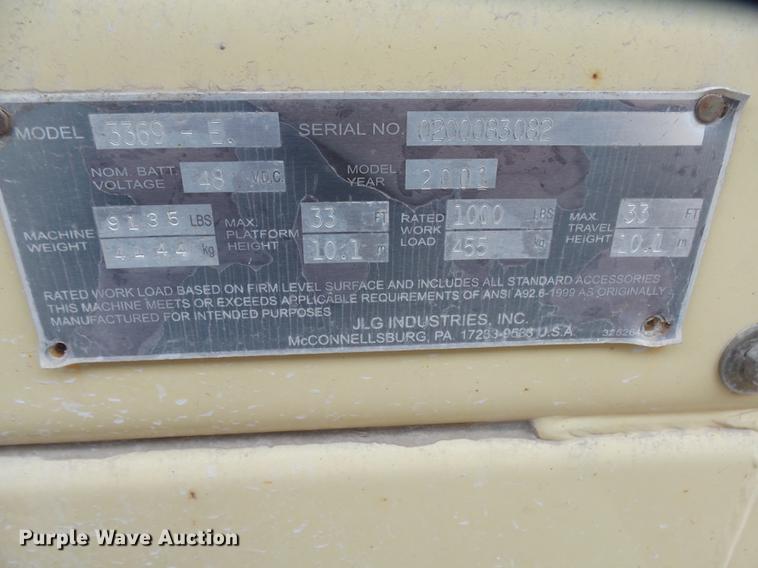 MODEL 3369 - E. SERIAL NO. 0200083082
NOM. BATT. VOLTAGE 48 V.D.C. MODEL YEAR 2001
MACHINE WEIGHT 9135 LBS 4144 kg MAX. PLATFORM HEIGHT 33 FT 10.1 m RATED WORK LOAD 1000 LBS 455 kg MAX. TRAVEL HEIGHT 33 FT 10.1 m
RATED WORK LOAD BASED ON FIRM LEVEL SURFACE AND INCLUDES ALL STANDARD ACCESSORIES
THIS MACHINE MEETS OR EXCEEDS APPLICABLE REQUIREMENTS OF ANSI A92.6-1999 AS ORIGINALLY
MANUFACTURED FOR INTENDED PURPOSES
JLG INDUSTRIES, INC.
MCCONNELLSBURG, PA. 17233-9533 U.S.A.
Purple Wave Auction